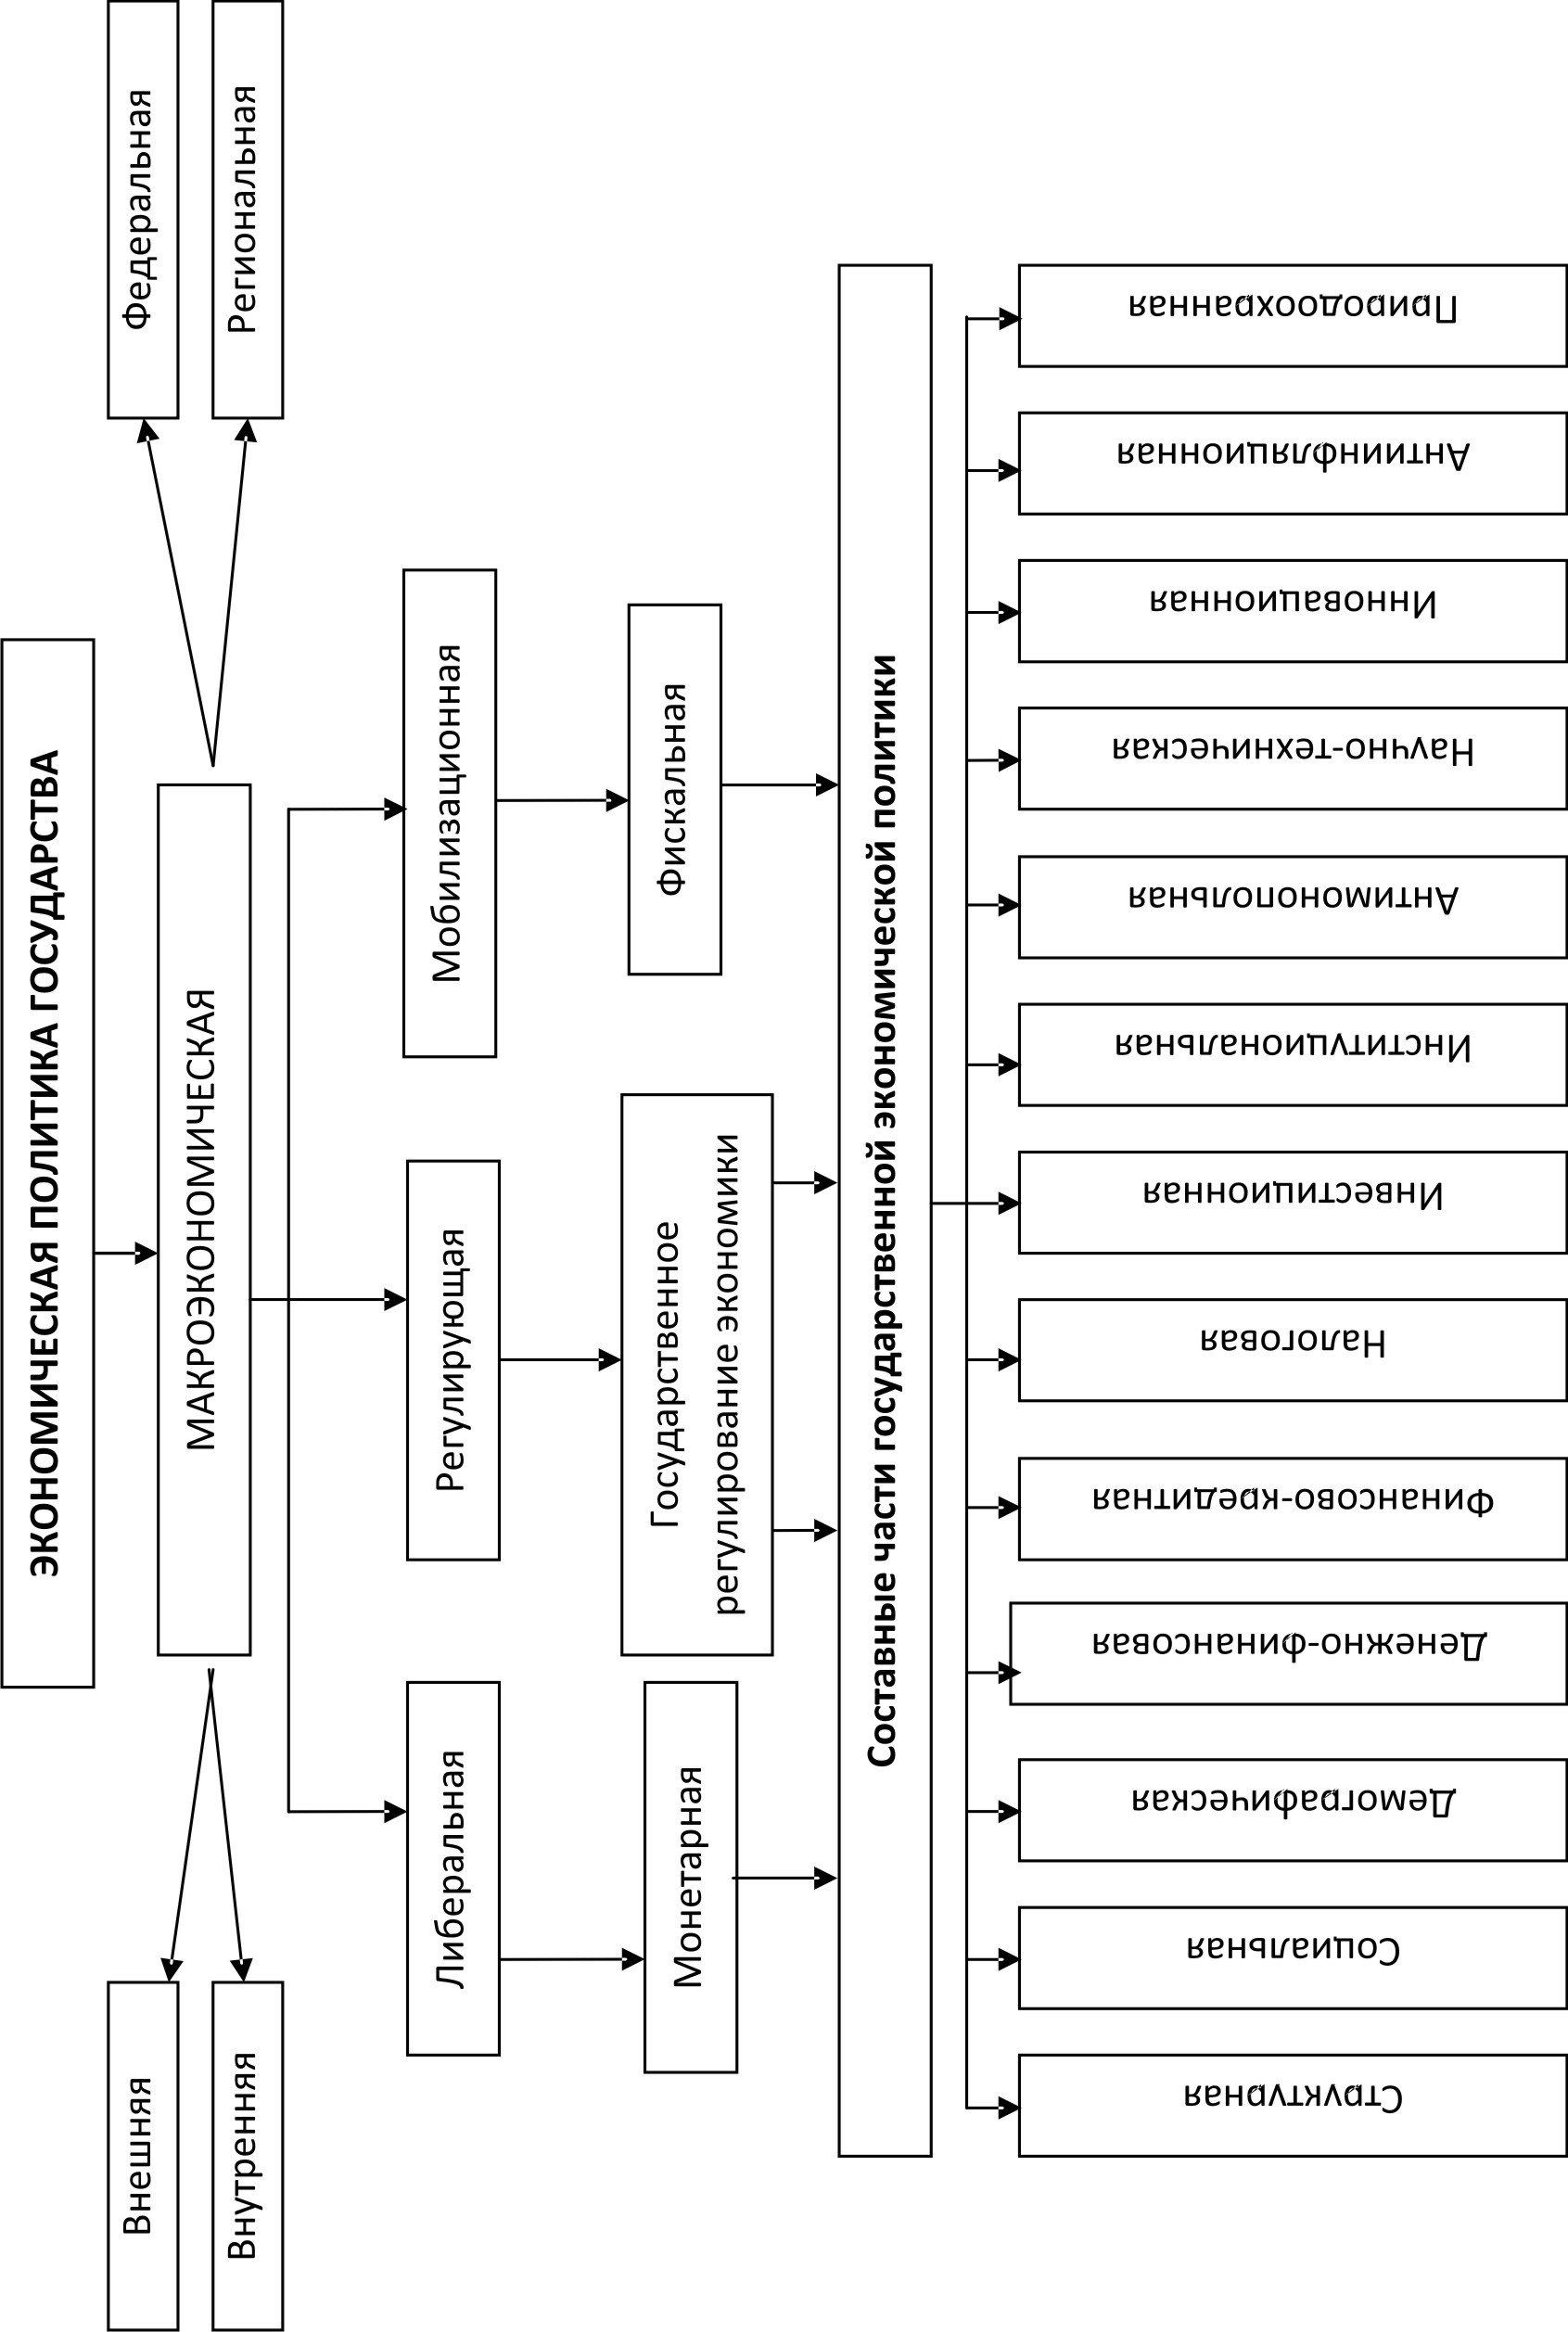 ЭКОНОМИЧЕСКАЯ ПОЛИТИКА ГОСУДАРСТВА
Внешняя
Федеральная
МАКРОЭКОНОМИЧЕСКАЯ
Внутренняя
Региональная
Либеральная
Регулирующая
Мобилизационная
Монетарная
Государственное
регулирование экономики
Фискальная
Составные части государственной экономической политики
Структурная
Социальная
Демографическая
Денежно-финансовая
Финансово-кредитная
Налоговая
Инвестиционная
Институциональная
Антимонопольная
Научно-техническая
Инновационная
Антиинфляционная
Природоохранная